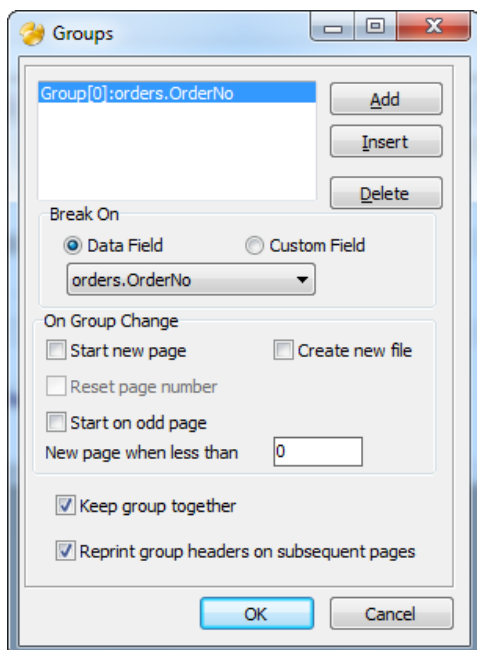 Groups
Group[0]:orders.OrderNo
Add
Insert
Delete
Break On
Data Field
Custom Field
orders.OrderNo
On Group Change
Start new page
Create new file
Reset page number
Start on odd page
New page when less than
0
Keep group together
Reprint group headers on subsequent pages
OK
Cancel